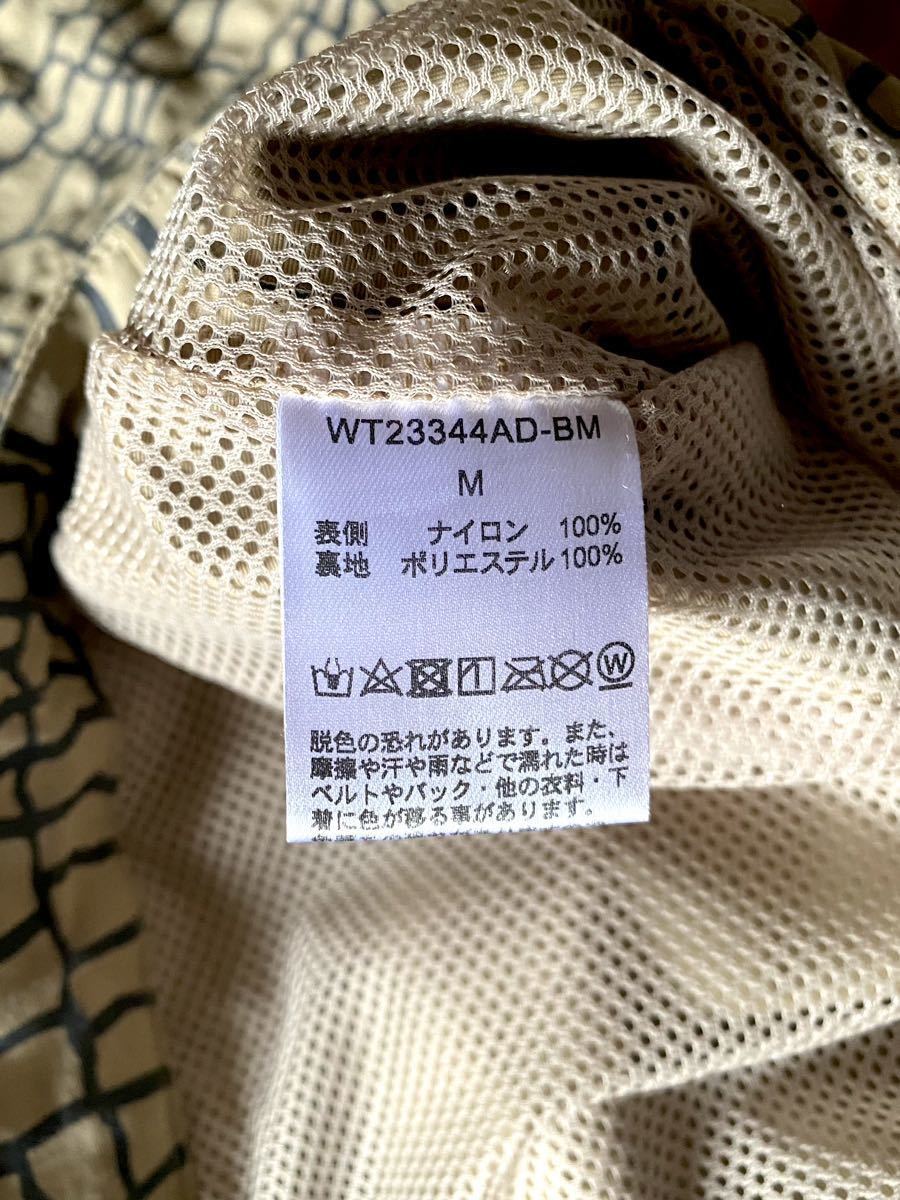 WT23344AD-BM
M
表側 ナイロン 100%
裏地 ポリエステル 100%
W
脱色の恐れがあります。また、
摩擦や汗や雨などで濡れた時は
ベルトやバック・他の衣料・下
着に色が移る事があります。